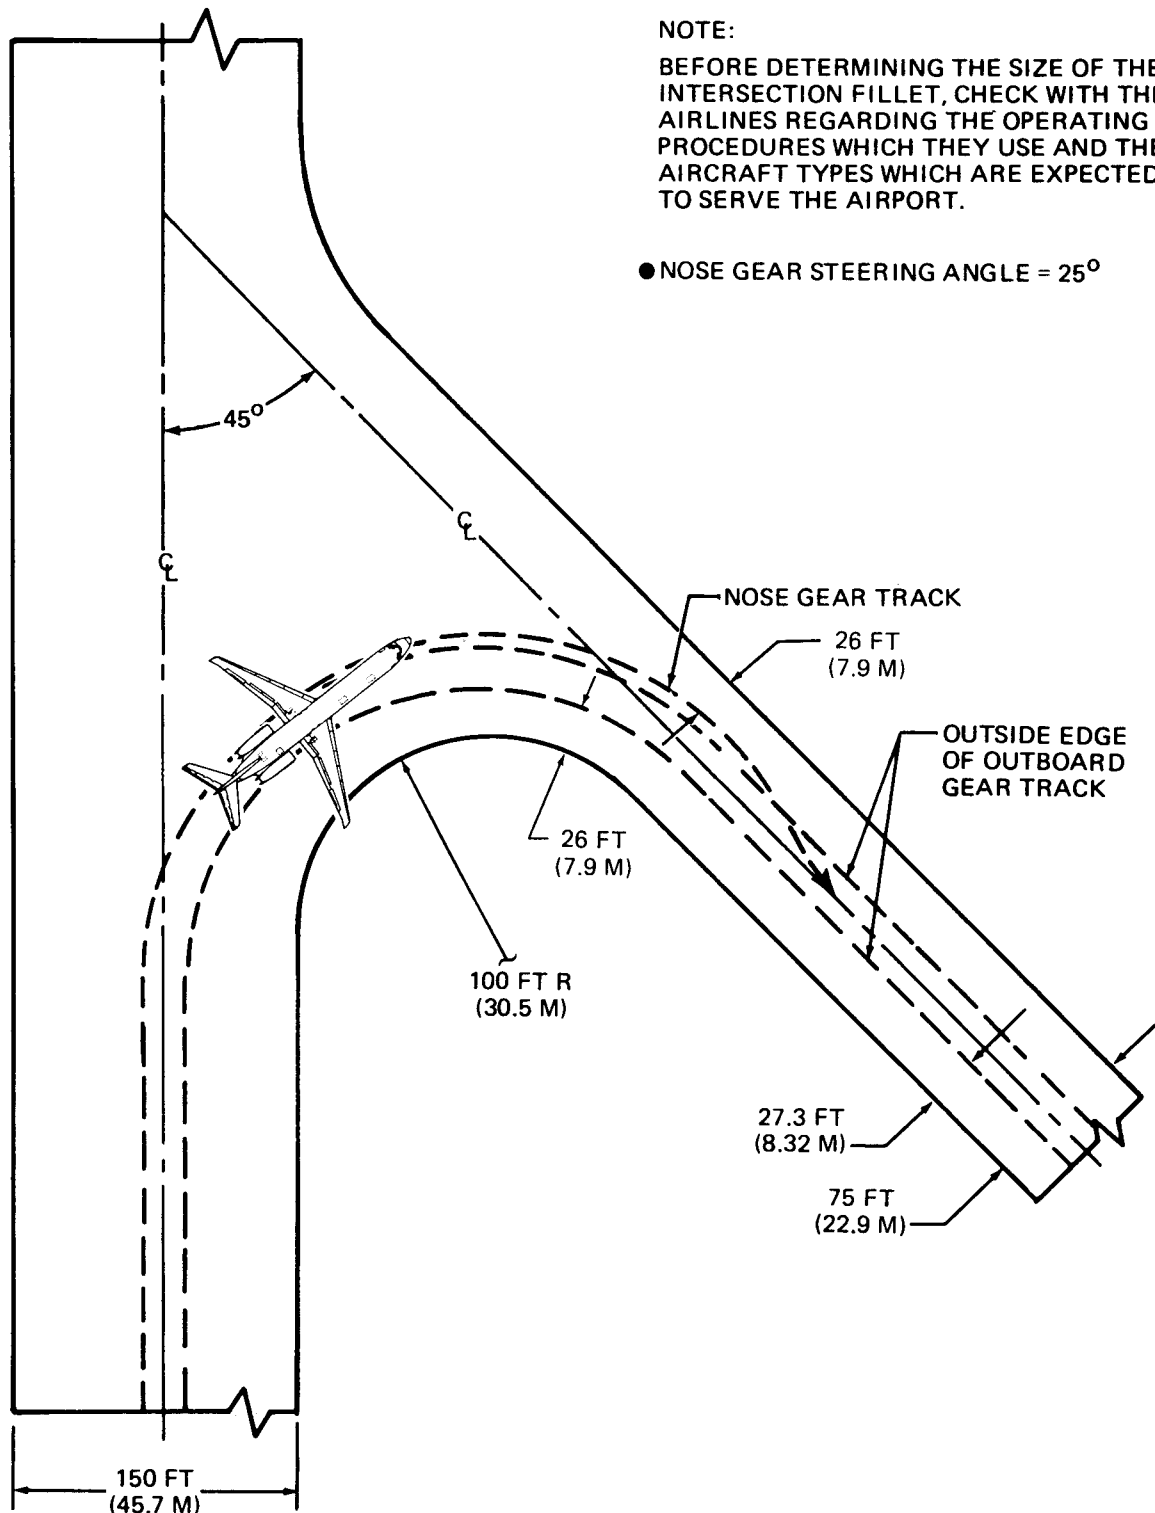 NOTE:
BEFORE DETERMINING THE SIZE OF THE
INTERSECTION FILLET, CHECK WITH THE
AIRLINES REGARDING THE OPERATING
PROCEDURES WHICH THEY USE AND THE
AIRCRAFT TYPES WHICH ARE EXPECTED
TO SERVE THE AIRPORT.
● NOSE GEAR STEERING ANGLE = 25°
45°
℄
℄
NOSE GEAR TRACK
26 FT
(7.9 M)
OUTSIDE EDGE
OF OUTBOARD
GEAR TRACK
26 FT
(7.9 M)
100 FT R
(30.5 M)
27.3 FT
(8.32 M)
75 FT
(22.9 M)
150 FT
(45.7 M)